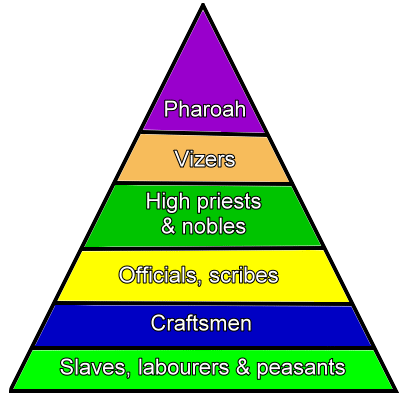 Pharoah
Vizers
High priests
& nobles
Officials, scribes
Craftsmen
Slaves, labourers & peasants